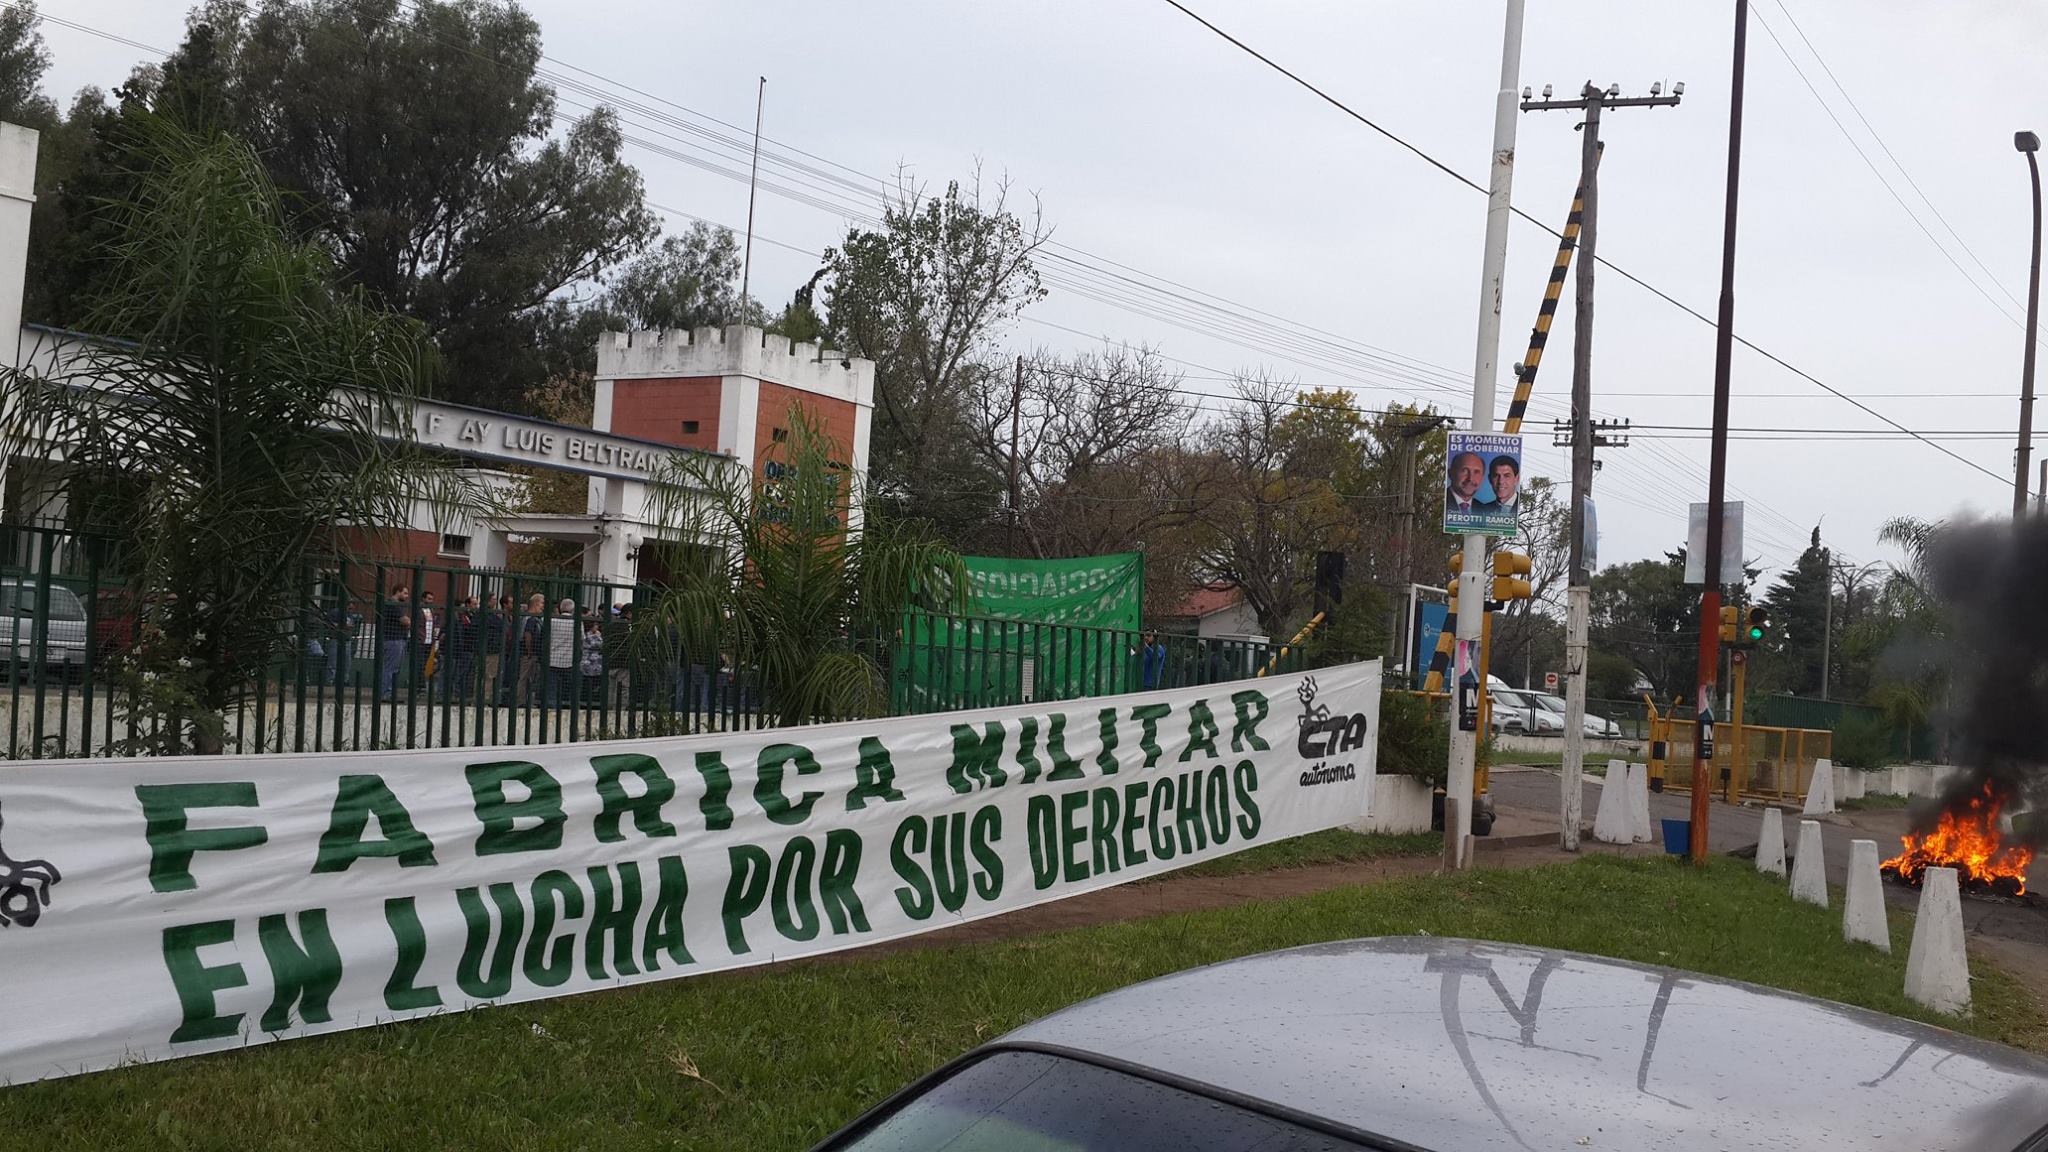 F AY LUIS BELTRAN
ES MOMENTO
DE GOBERNAR
PEROTTI RAMOS
FABRICA MILITAR
EN LUCHA POR SUS DERECHOS
CTA
autónoma
N
N